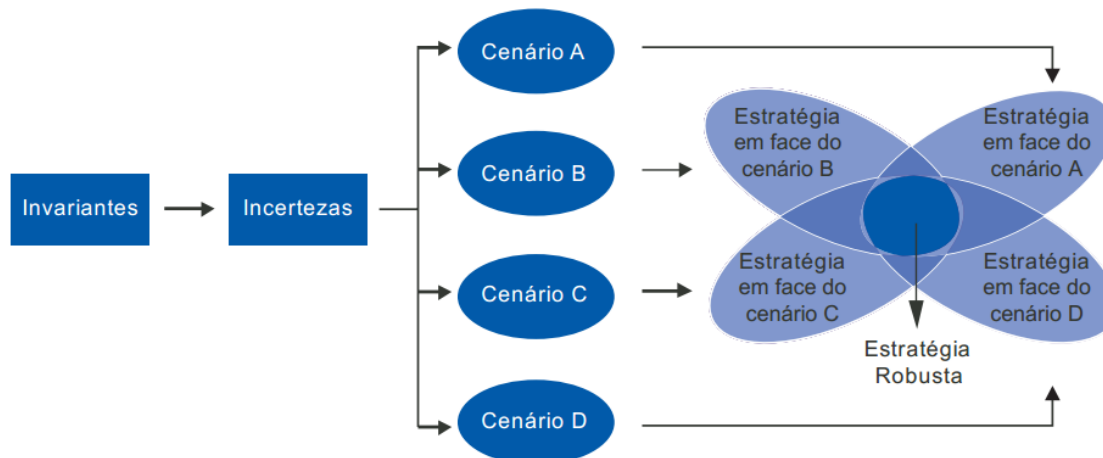 Invariantes
Incertezas
Cenário A
Cenário B
Cenário C
Cenário D
Estratégia
em face do
cenário B
Estratégia
em face do
cenário A
Estratégia
em face do
cenário C
Estratégia
em face do
cenário D
Estratégia
Robusta